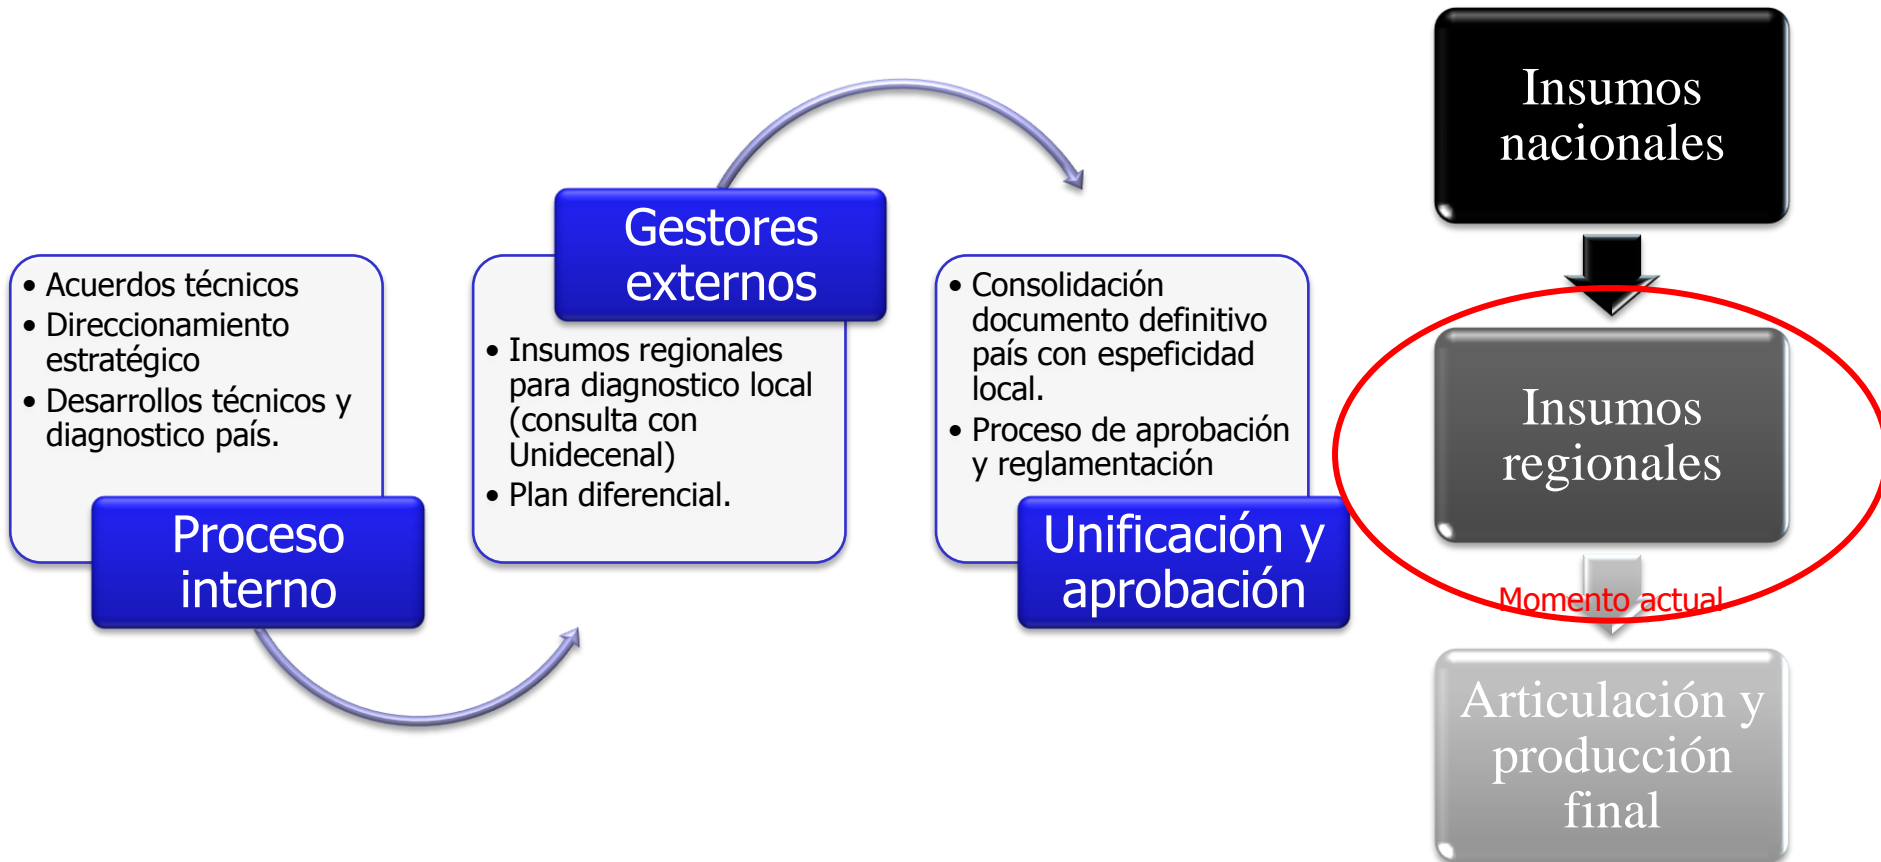 • Acuerdos técnicos
• Direccionamiento
estratégico
• Desarrollos técnicos y
diagnostico país.
Proceso
interno
Gestores
externos
• Insumos regionales
para diagnostico local
(consulta con
Unidecenal)
• Plan diferencial.
• Consolidación
documento definitivo
país con espeficidad
local.
• Proceso de aprobación
y reglamentación
Unificación y
aprobación
Insumos
nacionales
Insumos
regionales
Momento actual
Articulación y
producción
final